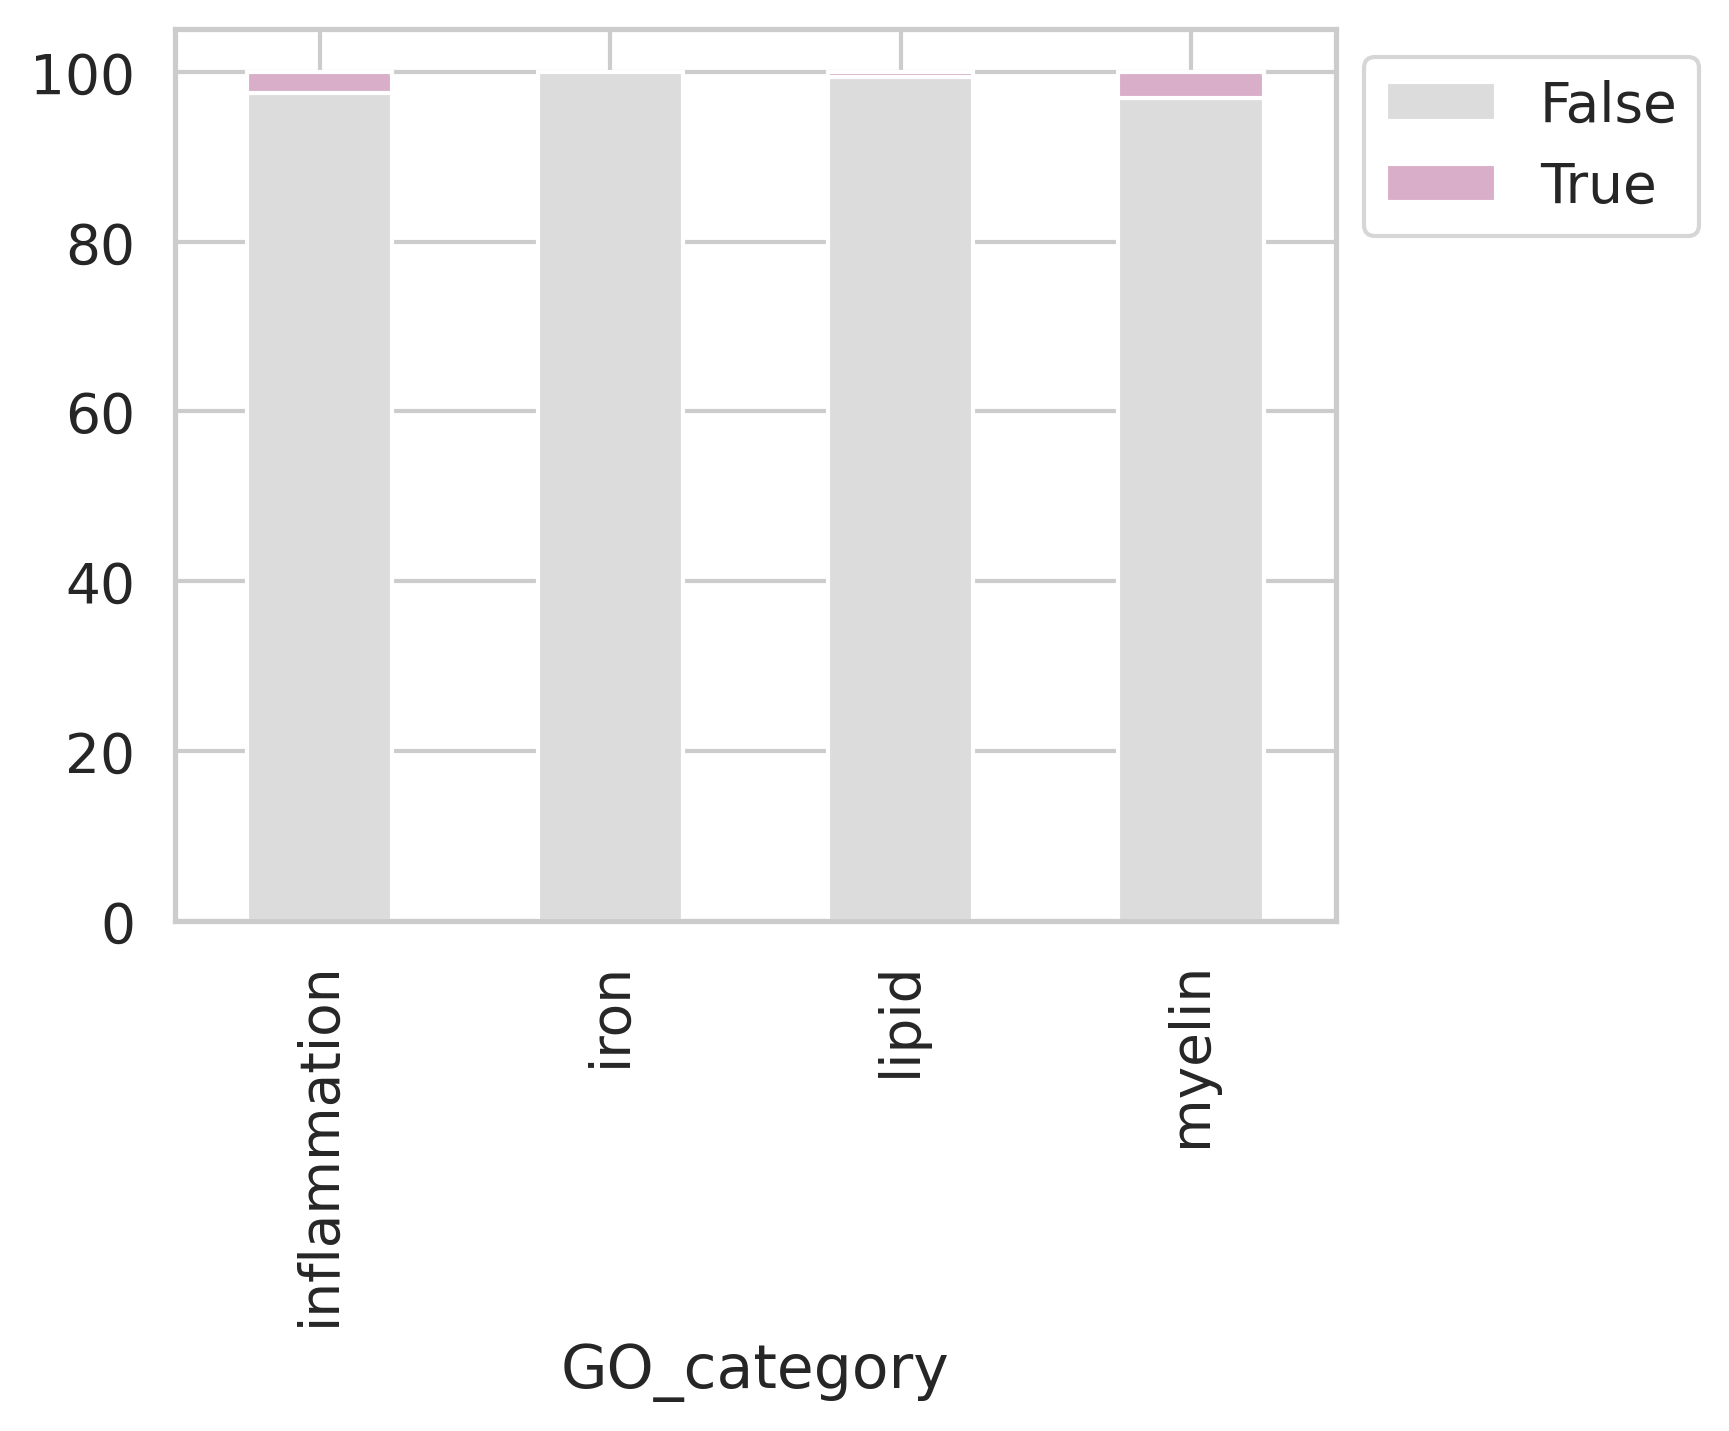 100
80
60
40
20
0
inflammation
iron
lipid
myelin
GO_category
False
True